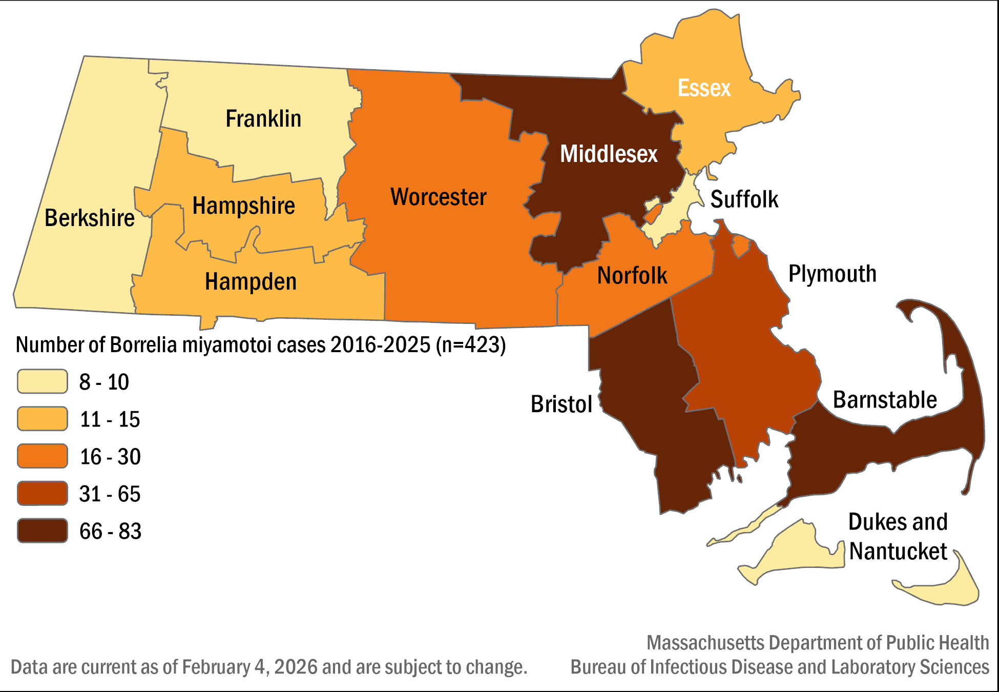 Essex
Franklin
Middlesex
Worcester
Suffolk
Hampshire
Berkshire
Norfolk
Plymouth
Hampden
Number of Borrelia miyamotoi cases 2016-2025 (n=423)
8 - 10
11 - 15
16 - 30
31 - 65
66 - 83
Bristol
Barnstable
Dukes and
Nantucket
Massachusetts Department of Public Health
Data are current as of February 4, 2026 and are subject to change.
Bureau of Infectious Disease and Laboratory Sciences